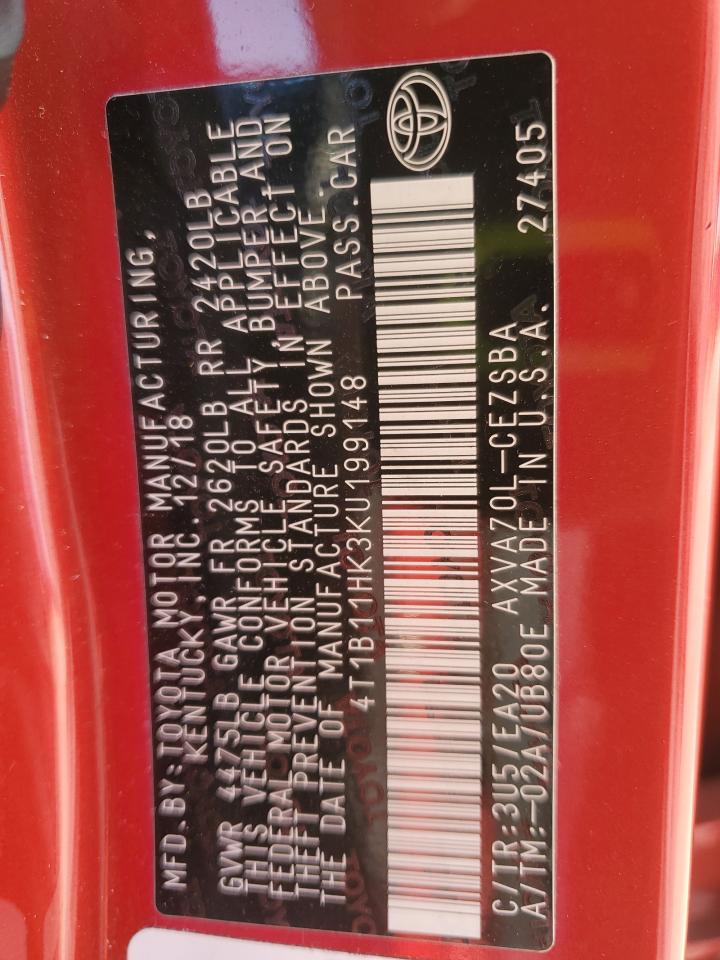 MFD. BY: TOYOTA MOTOR MANUFACTURING,
KENTUCKY, INC. 12/18
GVWR 4475LB GAWR FR 2620LB RR 2420LB
THIS VEHICLE CONFORMS TO ALL APPLICABLE
FEDERAL MOTOR VEHICLE SAFETY, BUMPER, AND
THEFT PREVENTION STANDARDS IN EFFECT ON
THE DATE OF MANUFACTURE SHOWN ABOVE.
4T1B11HK3KU199148 PASS. CAR
C/TR:3U5/EA20 AXVA70L-CEZSBA
A/TM:-02A/UB80E MADE IN U.S.A. 27405